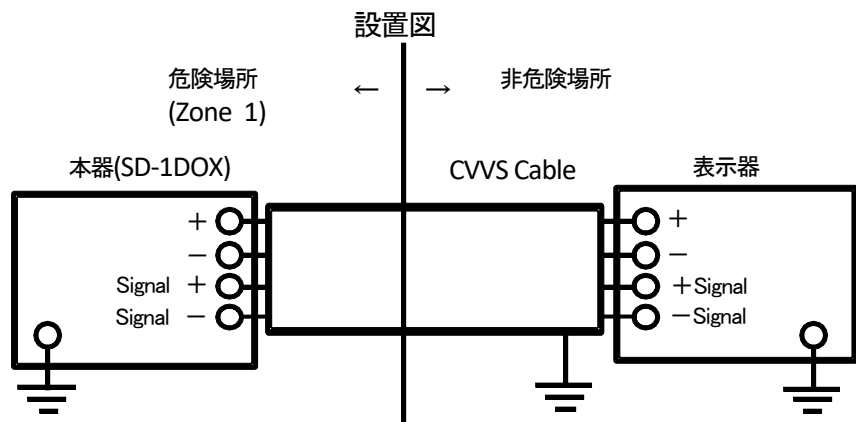 設置図
危険場所
(Zone 1)
← → 非危険場所
本器(SD-1DOX)
CVVS Cable
表示器
+
−
Signal +
Signal −
+
−
+Signal
−Signal